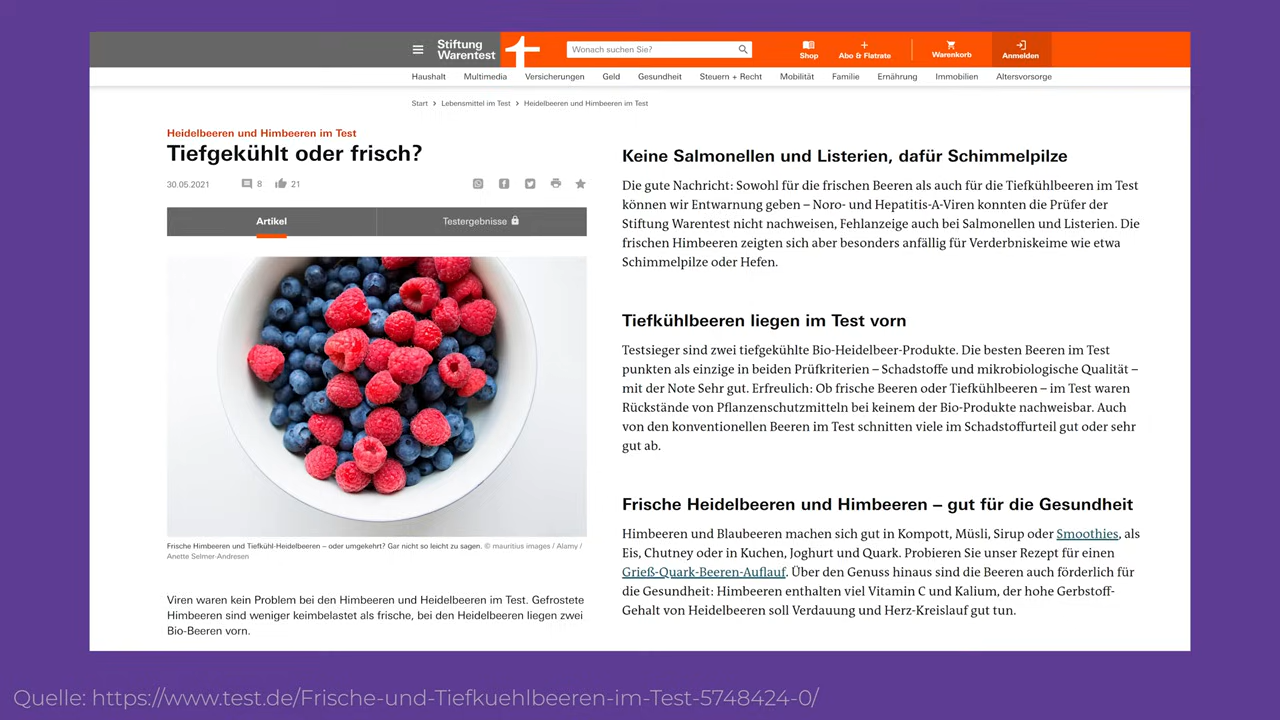 Stiftung
Warentest
Wonach suchen Sie?
Shop
Abo & Flatrate
Warenkorb
Anmelden
Haushalt Multimedia Versicherungen Geld Gesundheit Steuern + Recht Mobilität Familie Ernährung Immobilien Altersvorsorge
Start > Lebensmittel im Test > Heidelbeeren und Himbeeren im Test
Heidelbeeren und Himbeeren im Test
Tiefgekühlt oder frisch?
30.05.2021 8 21
Artikel Testergebnisse
Frische Himbeeren und Tiefkühl-Heidelbeeren – oder umgekehrt? Gar nicht so leicht zu sagen. © mauritius images / Alamy /
Anette Selmer-Andresen
Viren waren kein Problem bei den Himbeeren und Heidelbeeren im Test. Gefrostete
Himbeeren sind weniger keimbelastet als frische, bei den Heidelbeeren liegen zwei
Bio-Beeren vorn.
Keine Salmonellen und Listerien, dafür Schimmelpilze
Die gute Nachricht: Sowohl für die frischen Beeren als auch für die Tiefkühlbeeren im Test
können wir Entwarnung geben – Noro- und Hepatitis-A-Viren konnten die Prüfer der
Stiftung Warentest nicht nachweisen, Fehlanzeige auch bei Salmonellen und Listerien. Die
frischen Himbeeren zeigten sich aber besonders anfällig für Verderbniskeime wie etwa
Schimmelpilze oder Hefen.
Tiefkühlbeeren liegen im Test vorn
Testsieger sind zwei tiefgekühlte Bio-Heidelbeer-Produkte. Die besten Beeren im Test
punkten als einzige in beiden Prüfkriterien – Schadstoffe und mikrobiologische Qualität –
mit der Note Sehr gut. Erfreulich: Ob frische Beeren oder Tiefkühlbeeren – im Test waren
Rückstände von Pflanzenschutzmitteln bei keinem der Bio-Produkte nachweisbar. Auch
von den konventionellen Beeren im Test schnitten viele im Schadstoffurteil gut oder sehr
gut ab.
Frische Heidelbeeren und Himbeeren – gut für die Gesundheit
Himbeeren und Blaubeeren machen sich gut in Kompott, Müsli, Sirup oder Smoothies, als
Eis, Chutney oder in Kuchen, Joghurt und Quark. Probieren Sie unser Rezept für einen
Grieß-Quark-Beeren-Auflauf. Über den Genuss hinaus sind die Beeren auch förderlich für
die Gesundheit: Himbeeren enthalten viel Vitamin C und Kalium, der hohe Gerbstoff-
Gehalt von Heidelbeeren soll Verdauung und Herz-Kreislauf gut tun.
Quelle: https://www.test.de/Frische-und-Tiefkuehlbeeren-im-Test-5748424-0/